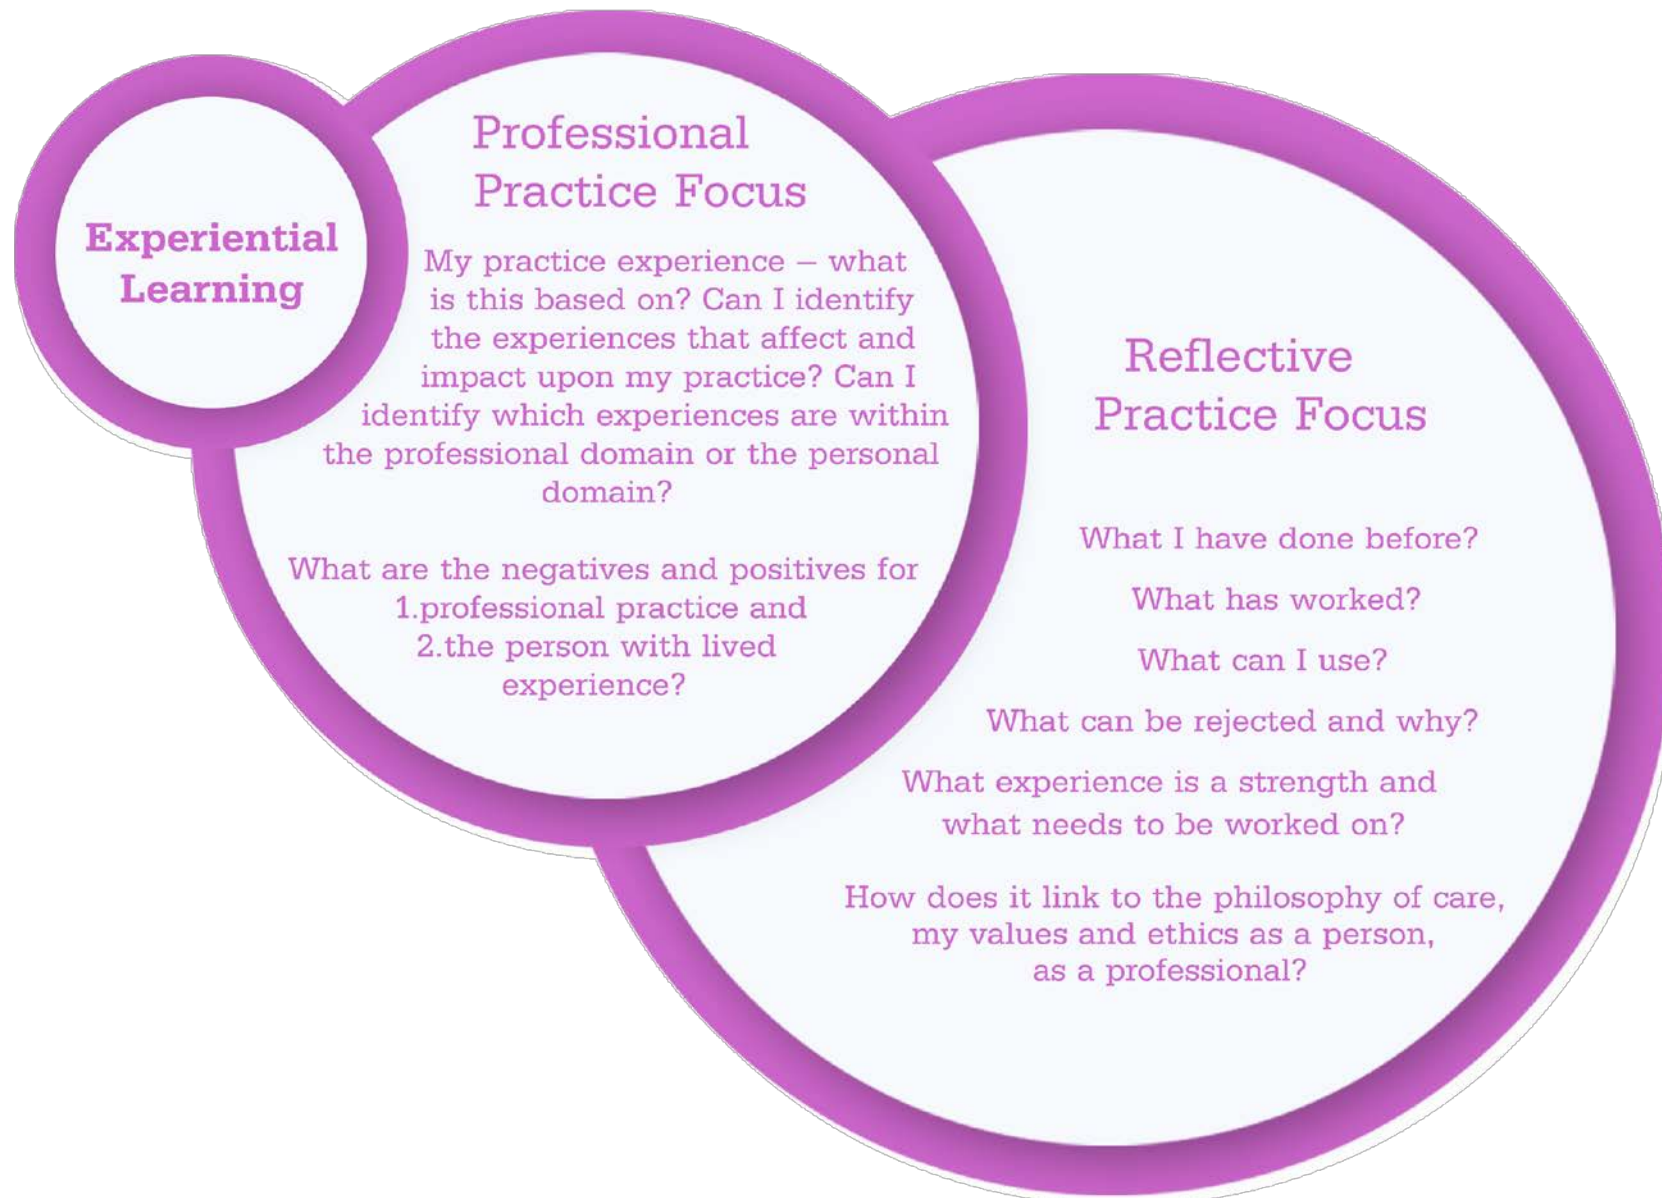 Experiential
Learning
Professional
Practice Focus
My practice experience – what
is this based on? Can I identify
the experiences that affect and
impact upon my practice? Can I
identify which experiences are within
the professional domain or the personal
domain?
What are the negatives and positives for
1.professional practice and
2.the person with lived
experience?
Reflective
Practice Focus
What I have done before?
What has worked?
What can I use?
What can be rejected and why?
What experience is a strength and
what needs to be worked on?
How does it link to the philosophy of care,
my values and ethics as a person,
as a professional?